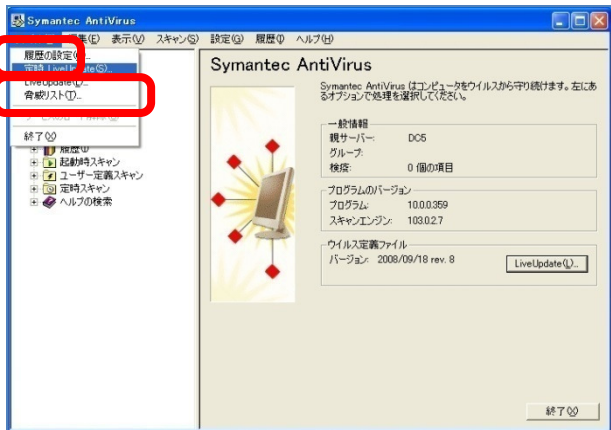 Symantec AntiVirus
集(E) 表示(V) スキャン(S) 設定(G) 履歴(I) ヘルプ(H)
履歴の設定
定時 LiveUpdate(S)...
LiveUpdate(L)...
脅威リスト(T)...
終了(X)
履歴(I)
起動時スキャン
ユーザー定義スキャン
定時スキャン
ヘルプの検索
Symantec AntiVirus
Symantec AntiVirus はコンピュータをウイルスから守り続けます。左にあ
るオプションで処理を選択してください。
一般情報
親サーバー: DC5
グループ:
検疫: 0 個の項目
プログラムのバージョン
プログラム: 10.0.0.359
スキャンエンジン: 103.0.2.7
ウイルス定義ファイル
バージョン: 2008/09/18 rev. 8
LiveUpdate(L)...
終了(X)